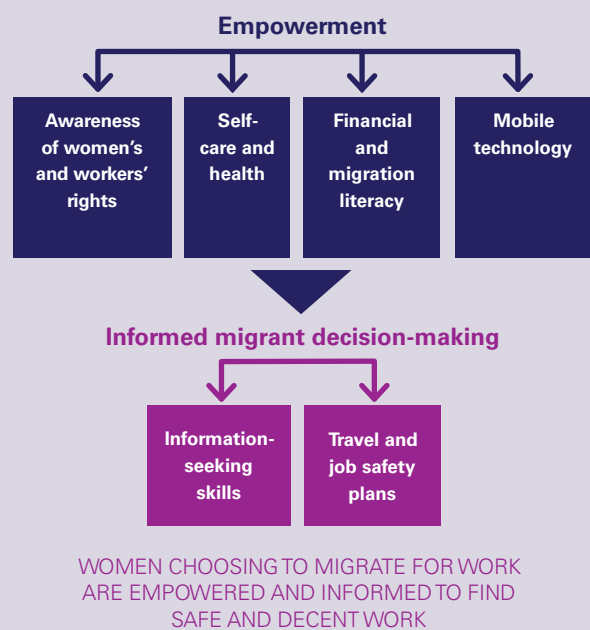 Empowerment
Awareness
of women's
and workers'
rights
Self-
care and
health
Financial
and
migration
literacy
Mobile
technology
Informed migrant decision-making
Information-
seeking
skills
Travel and
job safety
plans
WOMEN CHOOSING TO MIGRATE FOR WORK
ARE EMPOWERED AND INFORMED TO FIND
SAFE AND DECENT WORK